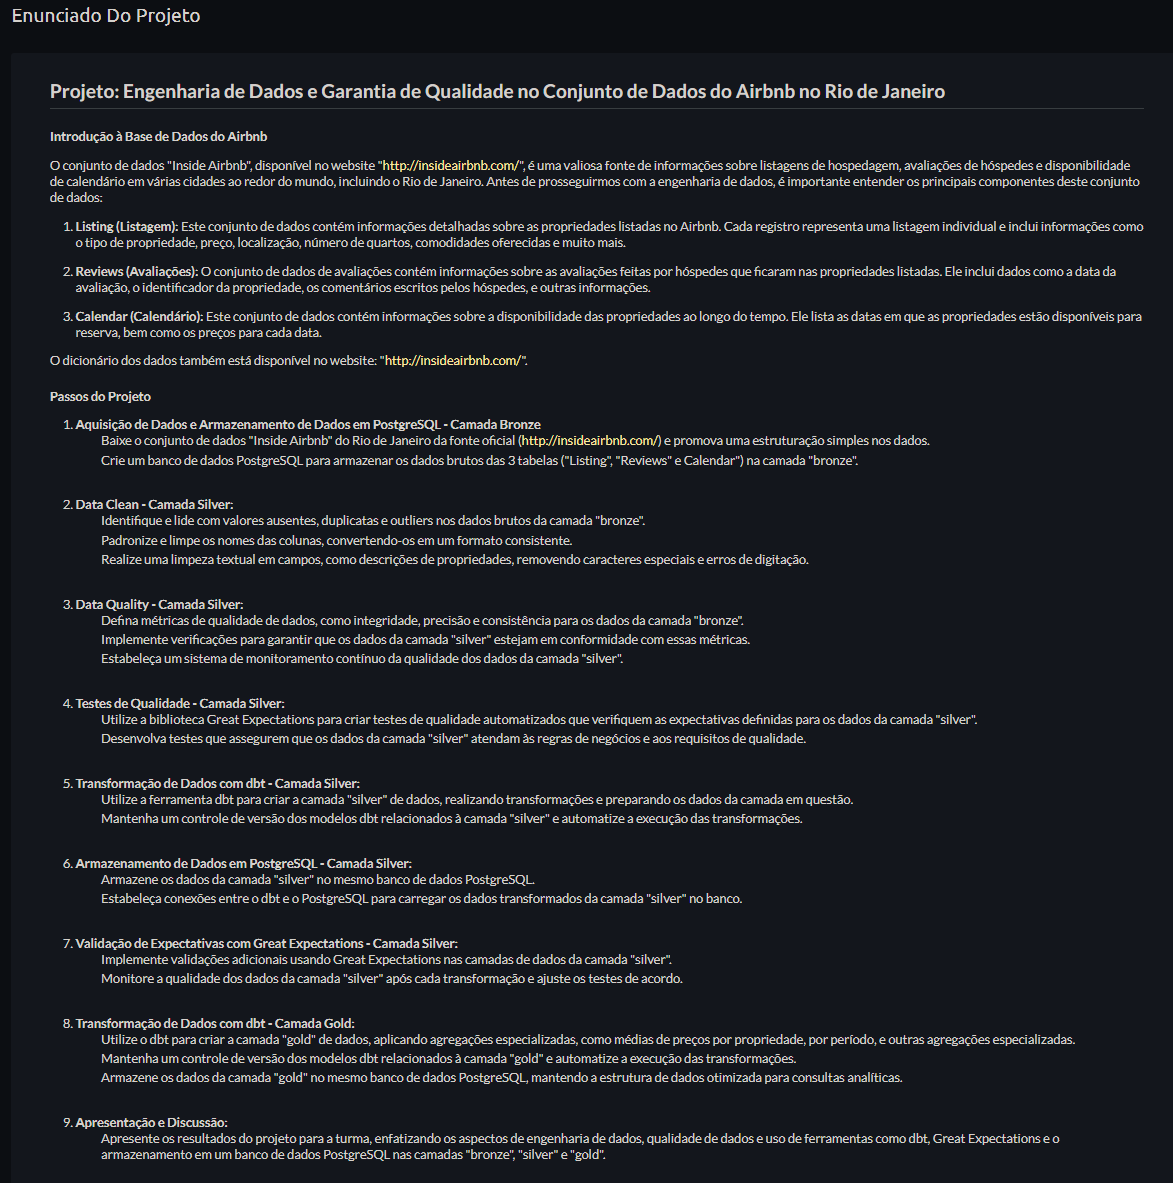 Enunciado Do Projeto
Projeto: Engenharia de Dados e Garantia de Qualidade no Conjunto de Dados do Airbnb no Rio de Janeiro
Introdução à Base de Dados do Airbnb
O conjunto de dados "Inside Airbnb", disponível no website "http://insideairbnb.com/", é uma valiosa fonte de informações sobre listagens de hospedagem, avaliações de hóspedes e disponibilidade
de calendário em várias cidades ao redor do mundo, incluindo o Rio de Janeiro. Antes de prosseguirmos com a engenharia de dados, é importante entender os principais componentes deste conjunto
de dados:
1. Listing (Listagem): Este conjunto de dados contém informações detalhadas sobre as propriedades listadas no Airbnb. Cada registro representa uma listagem individual e inclui informações como
o tipo de propriedade, preço, localização, número de quartos, comodidades oferecidas e muito mais.
2. Reviews (Avaliações): O conjunto de dados de avaliações contém informações sobre as avaliações feitas por hóspedes que ficaram nas propriedades listadas. Ele inclui dados como a data da
avaliação, o identificador da propriedade, os comentários escritos pelos hóspedes, e outras informações.
3. Calendar (Calendário): Este conjunto de dados contém informações sobre a disponibilidade das propriedades ao longo do tempo. Ele lista as datas em que as propriedades estão disponíveis para
reserva, bem como os preços para cada data.
O dicionário dos dados também está disponível no website: "http://insideairbnb.com/".
Passos do Projeto
1. Aquisição de Dados e Armazenamento de Dados em PostgreSQL - Camada Bronze
Baixe o conjunto de dados "Inside Airbnb" do Rio de Janeiro da fonte oficial (http://insideairbnb.com/) e promova uma estruturação simples nos dados.
Crie um banco de dados PostgreSQL para armazenar os dados brutos das 3 tabelas ("Listing", "Reviews" e Calendar") na camada "bronze".
2. Data Clean - Camada Silver:
Identifique e lide com valores ausentes, duplicatas e outliers nos dados brutos da camada "bronze".
Padronize e limpe os nomes das colunas, convertendo-os em um formato consistente.
Realize uma limpeza textual em campos, como descrições de propriedades, removendo caracteres especiais e erros de digitação.
3. Data Quality - Camada Silver:
Defina métricas de qualidade de dados, como integridade, precisão e consistência para os dados da camada "bronze".
Implemente verificações para garantir que os dados da camada "silver" estejam em conformidade com essas métricas.
Estabeleça um sistema de monitoramento contínuo da qualidade dos dados da camada "silver".
4. Testes de Qualidade - Camada Silver:
Utilize a biblioteca Great Expectations para criar testes de qualidade automatizados que verifiquem as expectativas definidas para os dados da camada "silver".
Desenvolva testes que assegurem que os dados da camada "silver" atendam às regras de negócios e aos requisitos de qualidade.
5. Transformação de Dados com dbt - Camada Silver:
Utilize a ferramenta dbt para criar a camada "silver" de dados, realizando transformações e preparando os dados da camada em questão.
Mantenha um controle de versão dos modelos dbt relacionados à camada "silver" e automatize a execução das transformações.
6. Armazenamento de Dados em PostgreSQL - Camada Silver:
Armazene os dados da camada "silver" no mesmo banco de dados PostgreSQL.
Estabeleça conexões entre o dbt e o PostgreSQL para carregar os dados transformados da camada "silver" no banco.
7. Validação de Expectativas com Great Expectations - Camada Silver:
Implemente validações adicionais usando Great Expectations nas camadas de dados da camada "silver".
Monitore a qualidade dos dados da camada "silver" após cada transformação e ajuste os testes de acordo.
8. Transformação de Dados com dbt - Camada Gold:
Utilize o dbt para criar a camada "gold" de dados, aplicando agregações especializadas, como médias de preços por propriedade, por período, e outras agregações especializadas.
Mantenha um controle de versão dos modelos dbt relacionados à camada "gold" e automatize a execução das transformações.
Armazene os dados da camada "gold" no mesmo banco de dados PostgreSQL, mantendo a estrutura de dados otimizada para consultas analíticas.
9. Apresentação e Discussão:
Apresente os resultados do projeto para a turma, enfatizando os aspectos de engenharia de dados, qualidade de dados e uso de ferramentas como dbt, Great Expectations e o
armazenamento em um banco de dados PostgreSQL nas camadas "bronze", "silver" e "gold".